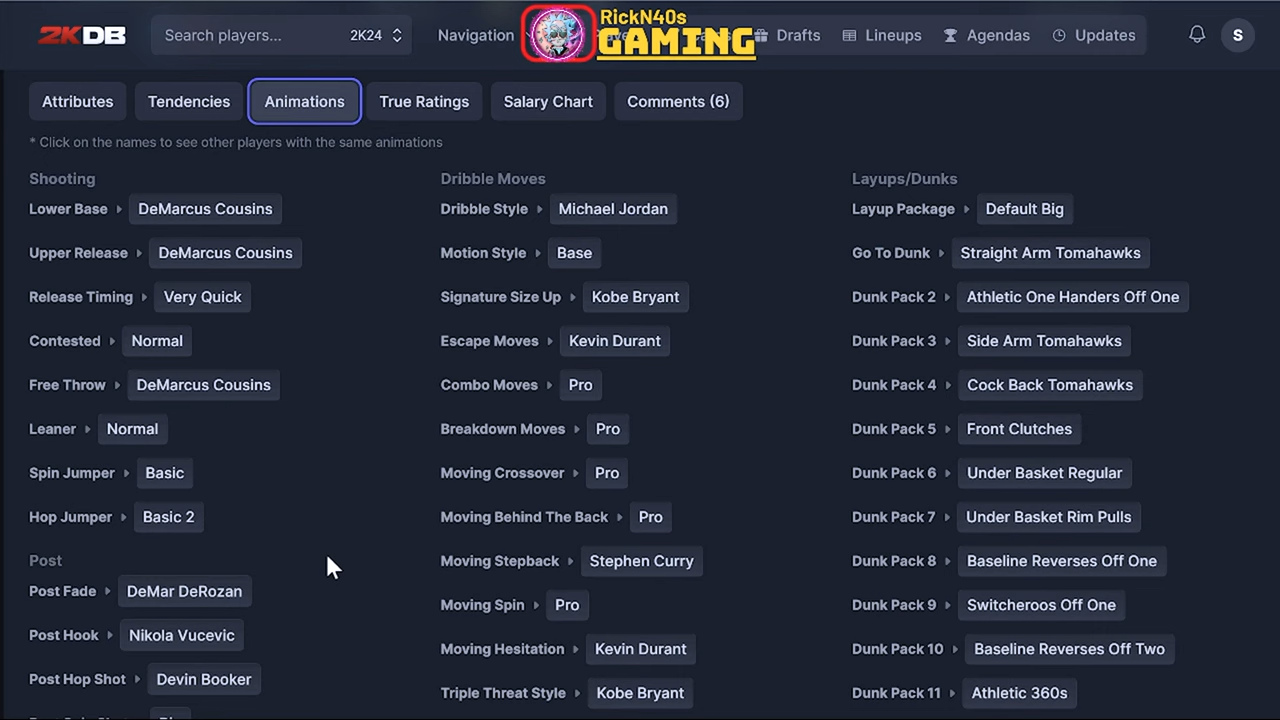 2KDB
Search players...
2K24
Navigation
RickN40s
GAMING
Drafts
Lineups
Agendas
Updates
S
Attributes
Tendencies
Animations
True Ratings
Salary Chart
Comments (6)
* Click on the names to see other players with the same animations
Shooting
Lower Base DeMarcus Cousins
Upper Release DeMarcus Cousins
Release Timing Very Quick
Contested Normal
Free Throw DeMarcus Cousins
Leaner Normal
Spin Jumper Basic
Hop Jumper Basic 2
Post
Post Fade DeMar DeRozan
Post Hook Nikola Vucevic
Post Hop Shot Devin Booker
Dribble Moves
Dribble Style Michael Jordan
Motion Style Base
Signature Size Up Kobe Bryant
Escape Moves Kevin Durant
Combo Moves Pro
Breakdown Moves Pro
Moving Crossover Pro
Moving Behind The Back Pro
Moving Stepback Stephen Curry
Moving Spin Pro
Moving Hesitation Kevin Durant
Triple Threat Style Kobe Bryant
Layups/Dunks
Layup Package Default Big
Go To Dunk Straight Arm Tomahawks
Dunk Pack 2 Athletic One Handers Off One
Dunk Pack 3 Side Arm Tomahawks
Dunk Pack 4 Cock Back Tomahawks
Dunk Pack 5 Front Clutches
Dunk Pack 6 Under Basket Regular
Dunk Pack 7 Under Basket Rim Pulls
Dunk Pack 8 Baseline Reverses Off One
Dunk Pack 9 Switcheroos Off One
Dunk Pack 10 Baseline Reverses Off Two
Dunk Pack 11 Athletic 360s